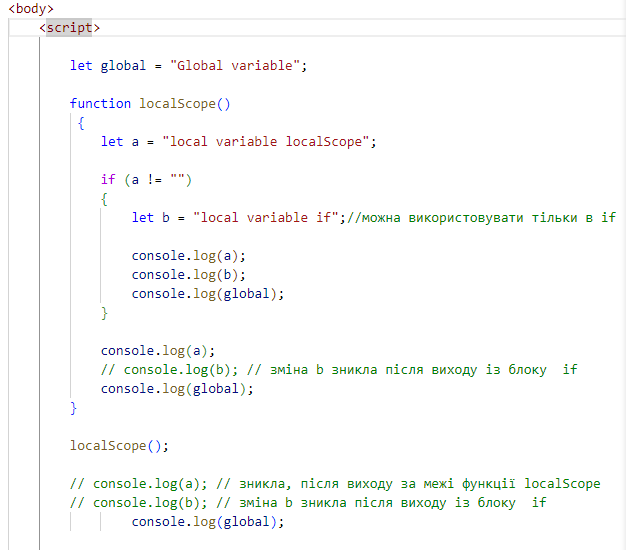 <body>
<script>
let global = "Global variable";
function localScope()
{
let a = "local variable localScope";
if (a != "")
{
let b = "local variable if";//можна використовувати тільки в if
console.log(a);
console.log(b);
console.log(global);
}
console.log(a);
// console.log(b); // зміна b зникла після виходу із блоку  if
console.log(global);
}
localScope();
// console.log(a); // зникла, після виходу за межі функції localScope
// console.log(b); // зміна b зникла після виходу із блоку  if
console.log(global);